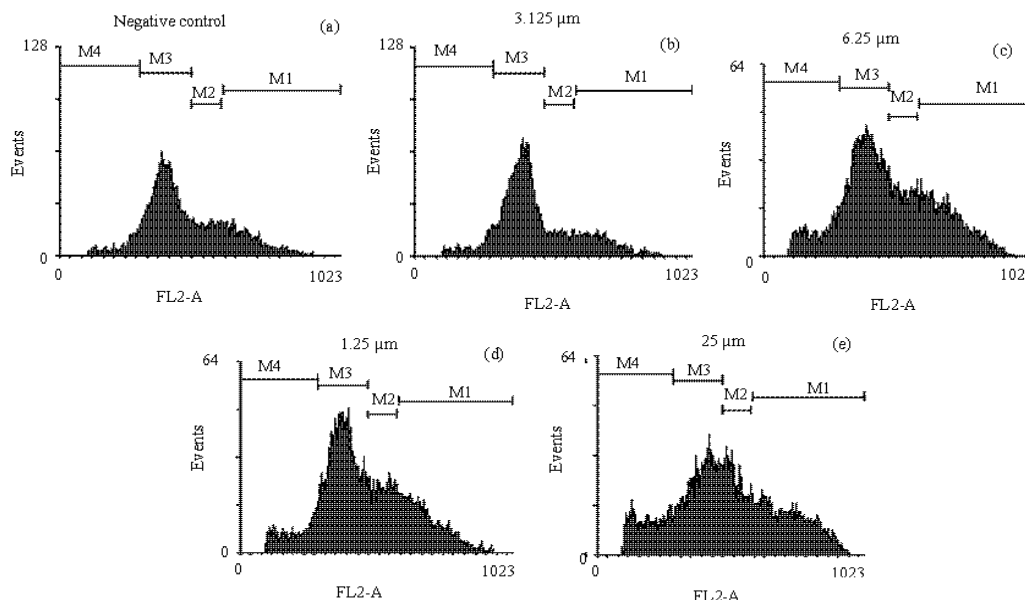 Negative control
(a)
128
M4
M3
M1
M2
Events
0
0
1023
FL2-A
3.125 µm
(b)
128
M4
M3
M1
M2
Events
0
0
1023
FL2-A
6.25 µm
(c)
64
M4
M3
M1
M2
Events
0
0
1023
FL2-A
1.25 µm
(d)
64
M4
M3
M1
M2
Events
0
0
1023
FL2-A
25 µm
(e)
64
M4
M3
M1
M2
Events
0
0
1023
FL2-A